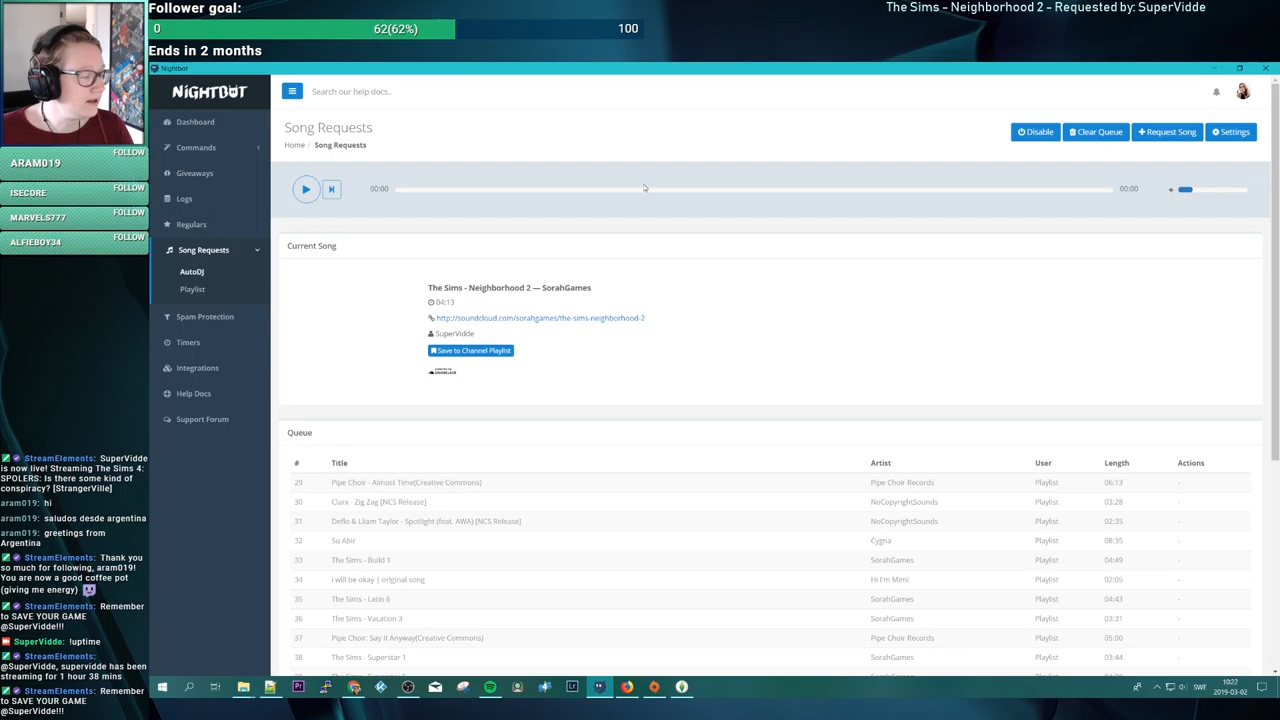 Follower goal:
0 62(62%) 100
Ends in 2 months
The Sims - Neighborhood 2 - Requested by: SuperVidde
Nightbot
NIGHTBOT
Search our help docs..
Dashboard
Commands
Giveaways
Logs
Regulars
Song Requests
AutoDJ
Playlist
Spam Protection
Timers
Integrations
Help Docs
Support Forum
Song Requests
Home / Song Requests
Disable
Clear Queue
Request Song
Settings
00:00
00:00
Current Song
The Sims - Neighborhood 2 — SorahGames
04:13
http://soundcloud.com/sorahgames/the-sims-neighborhood-2
SuperVidde
Save to Channel Playlist
SOUNDCLOUD
Queue
# Title Artist User Length Actions
29 Pipe Choir - Almost Time(Creative Commons) Pipe Choir Records Playlist 06:13 -
30 Clarx - Zig Zag [NCS Release] NoCopyrightSounds Playlist 03:28 -
31 Deflo & Lliam Taylor - Spotlight (feat. AWA) [NCS Release] NoCopyrightSounds Playlist 02:35 -
32 Su Abir Cygna Playlist 08:35 -
33 The Sims - Build 1 SorahGames Playlist 04:49 -
34 i will be okay | original song Hi I'm Mimi Playlist 02:05 -
35 The Sims - Latin 6 SorahGames Playlist 04:43 -
36 The Sims - Vacation 3 SorahGames Playlist 03:31 -
37 Pipe Choir: Say It Anyway(Creative Commons) Pipe Choir Records Playlist 05:00 -
38 The Sims - Superstar 1 SorahGames Playlist 03:44 -
ARAM019 FOLLOW
ISECORE FOLLOW
MARVELS777 FOLLOW
ALFIEBOY34 FOLLOW
StreamElements: SuperVidde
is now live! Streaming The Sims 4:
SPOLERS: Is there some kind of
conspiracy? [StrangerVille]
aram019: hi
aram019: saludos desde argentina
aram019: greetings from
Argentina
StreamElements: Thank you
so much for following, aram019!
You are now a good coffee pot
(giving me energy)
StreamElements: Remember
to SAVE YOUR GAME
@SuperVidde!!!
SuperVidde: !uptime
StreamElements:
@SuperVidde, supervidde has been
streaming for 1 hour 38 mins
StreamElements: Remember
to SAVE YOUR GAME
@SuperVidde!!!
SWE
10:22
2019-03-02